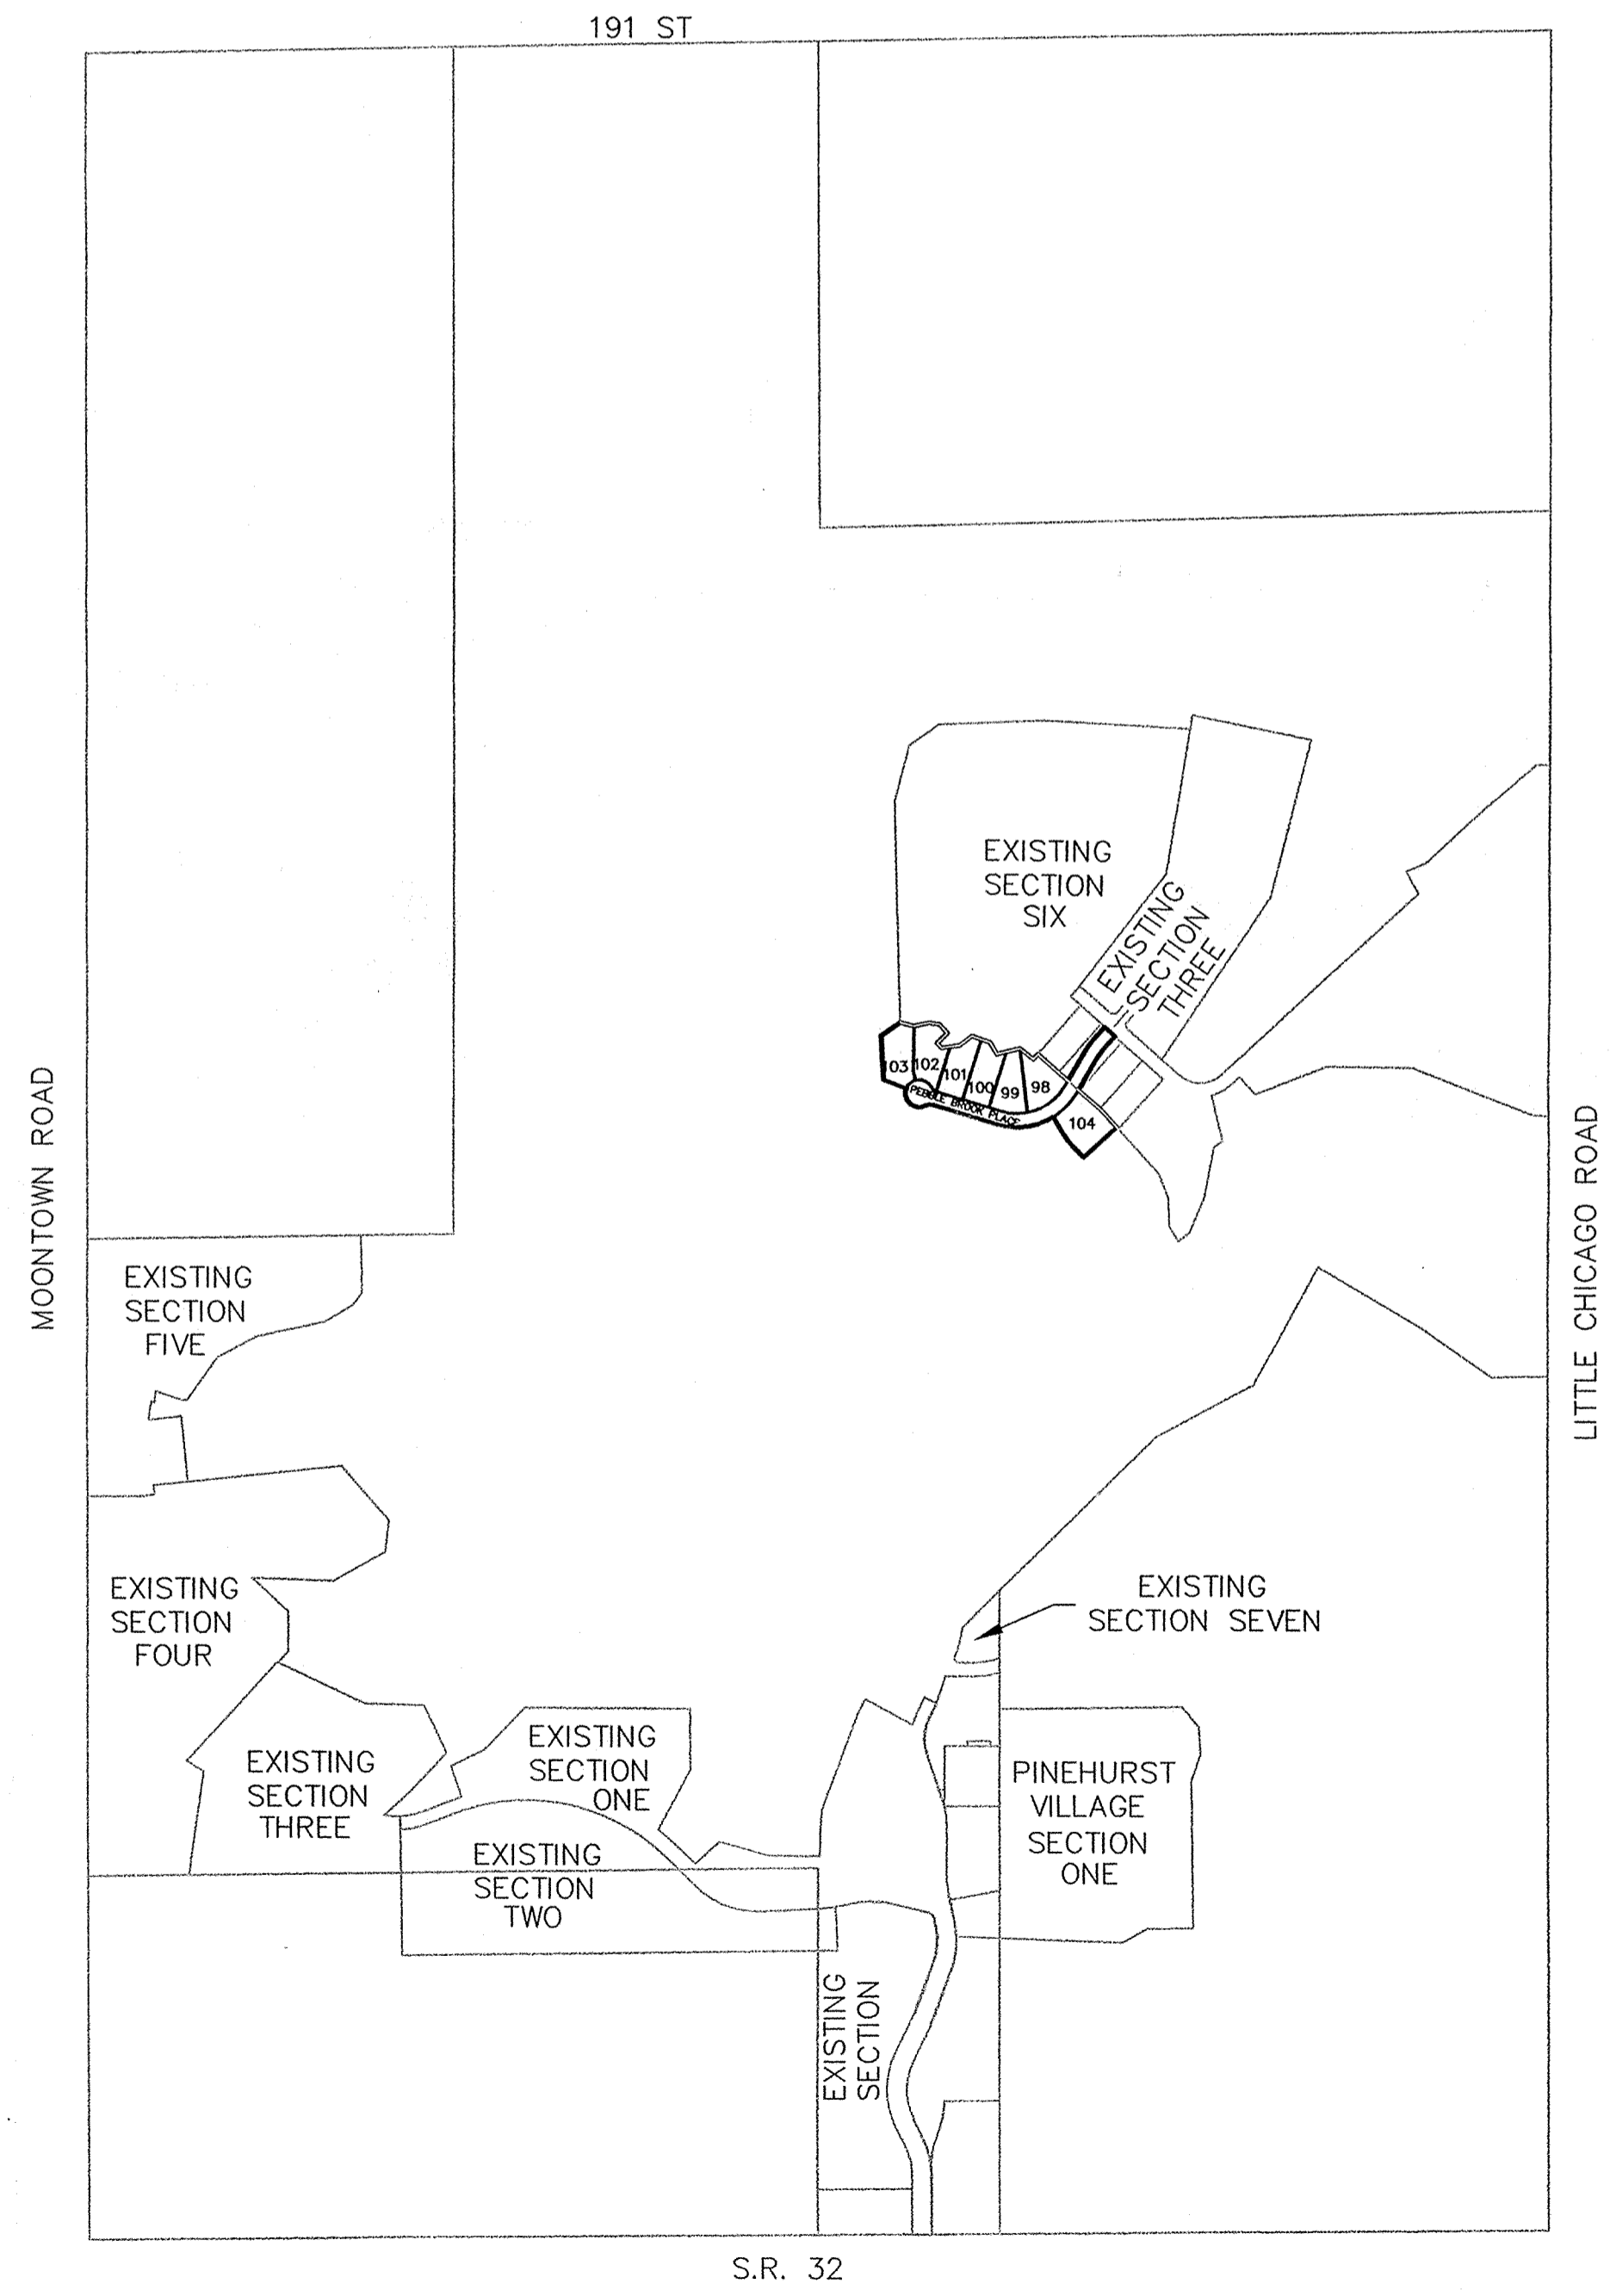 191 ST
EXISTING
SECTION
SIX
EXISTING
SECTION
THREE
103
102
101
100
99
98
PEBBLE BROOK PLACE
104
MOONTOWN ROAD
LITTLE CHICAGO ROAD
EXISTING
SECTION
FIVE
EXISTING
SECTION
FOUR
EXISTING
SECTION SEVEN
EXISTING
SECTION
THREE
EXISTING
SECTION
ONE
PINEHURST
VILLAGE
SECTION
ONE
EXISTING
SECTION
TWO
EXISTING
SECTION
S.R. 32